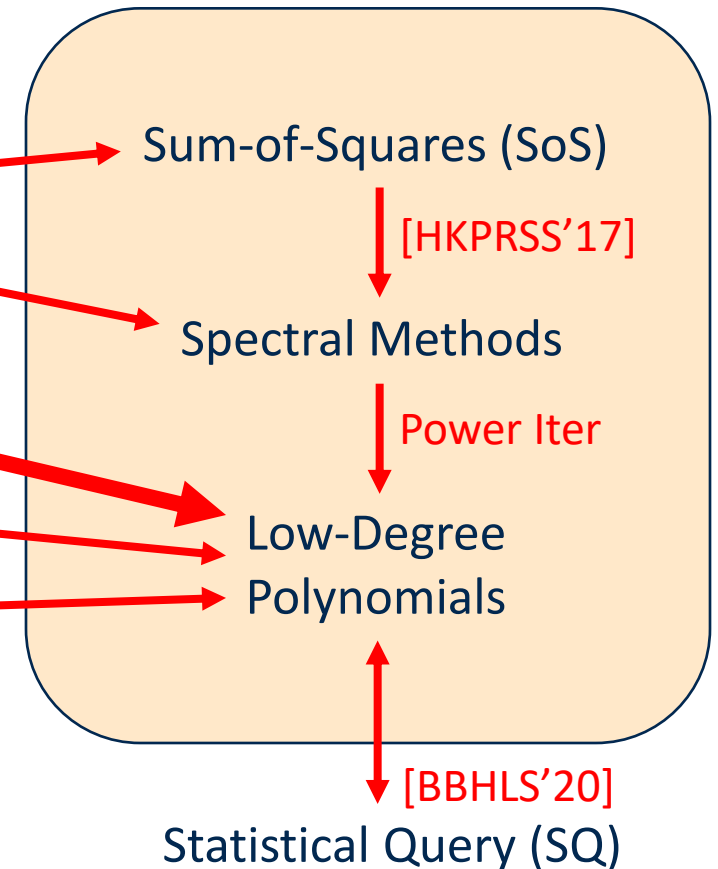 Sum-of-Squares (SoS)
[HKPRSS’17]
Spectral Methods
Power Iter
Low-Degree
Polynomials
[BBHLS’20]
Statistical Query (SQ)